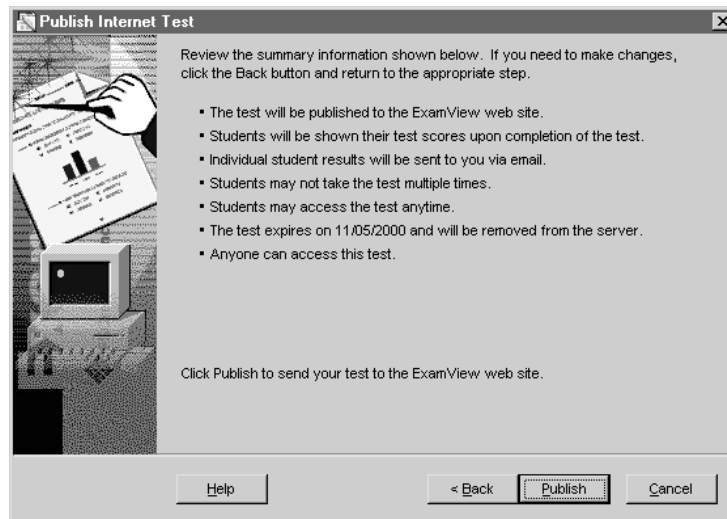 Publish Internet Test
Review the summary information shown below. If you need to make changes,
click the Back button and return to the appropriate step.
▪ The test will be published to the ExamView web site.
▪ Students will be shown their test scores upon completion of the test.
▪ Individual student results will be sent to you via email.
▪ Students may not take the test multiple times.
▪ Students may access the test anytime.
▪ The test expires on 11/05/2000 and will be removed from the server.
▪ Anyone can access this test.
Click Publish to send your test to the ExamView web site.
Help
< Back
Publish
Cancel